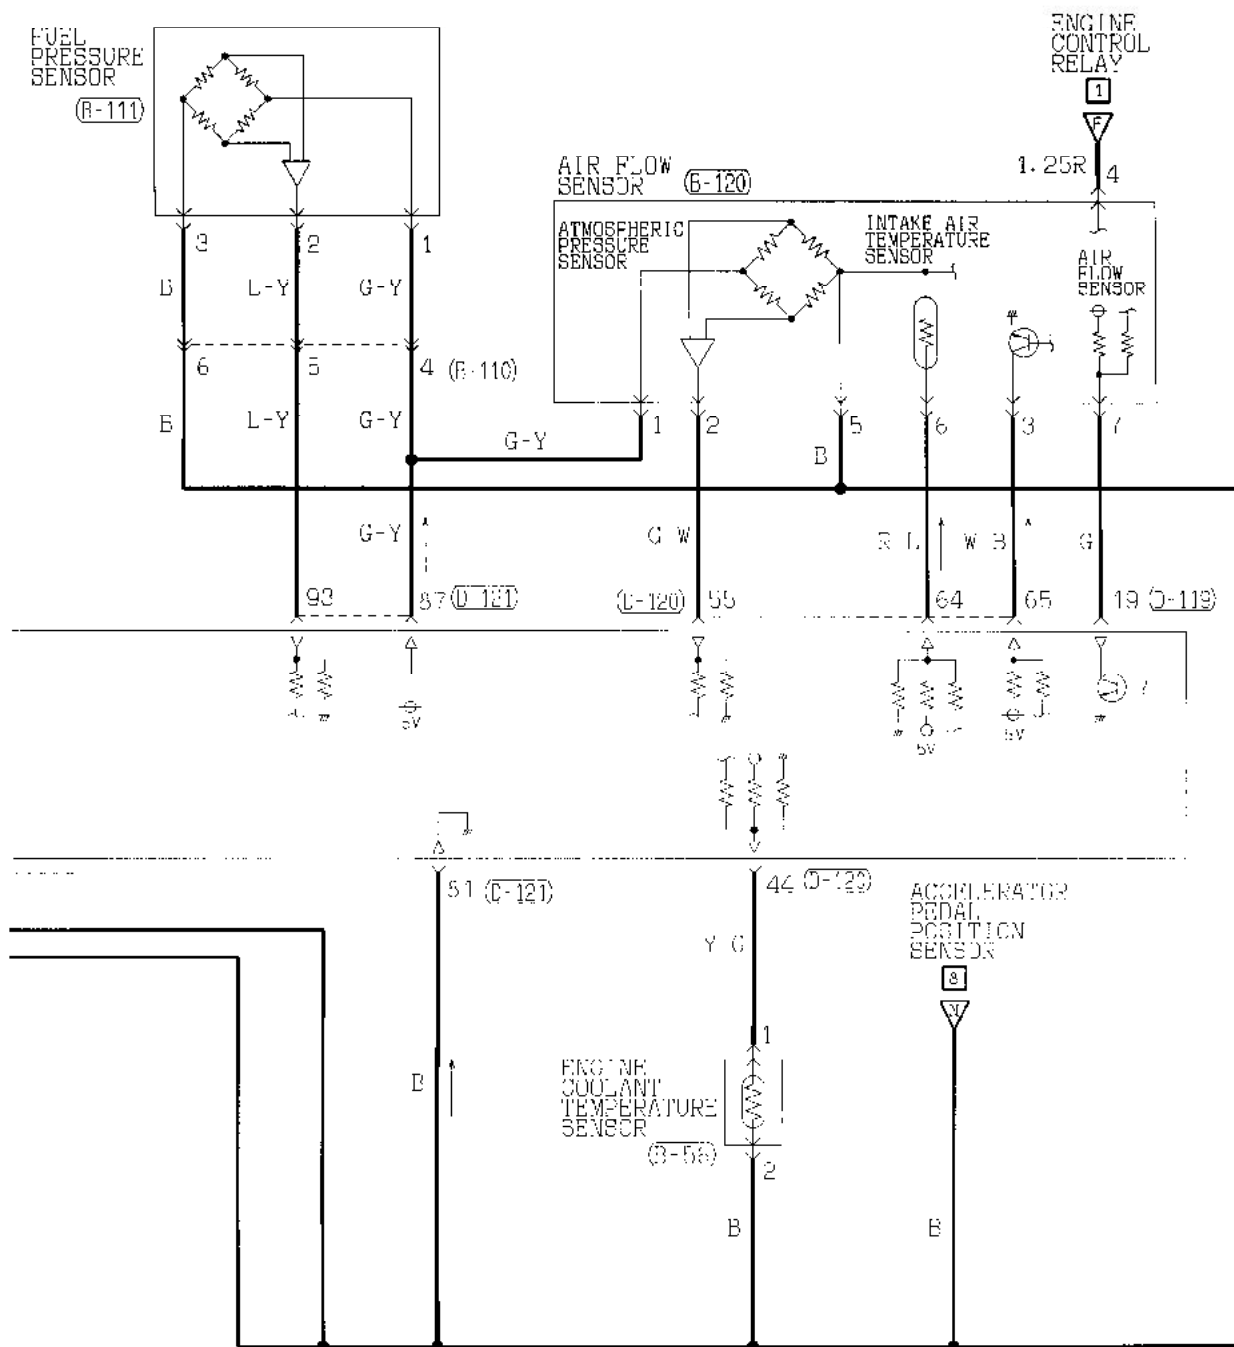 FUEL
PRESSURE
SENSOR
(B-111)
ENGINE
CONTROL
RELAY
1
F
1.25R
4
AIR FLOW
SENSOR
(B-120)
ATMOSPHERIC
PRESSURE
SENSOR
INTAKE AIR
TEMPERATURE
SENSOR
AIR
FLOW
SENSOR
3 2 1
B L-Y G-Y
6 5 4 (B-110)
B L-Y G-Y
G-Y
1 2 5 6 3 7
B
G-Y G W R L W B G
93 87 (D-121) (D-120) 55 64 65 19 (D-119)
5V 5V 5V
51 (D-121)
44 (D-120)
ACCELERATOR
PEDAL
POSITION
SENSOR
8
Y G
1
ENGINE
COOLANT
TEMPERATURE
SENSOR
2
B
B
B